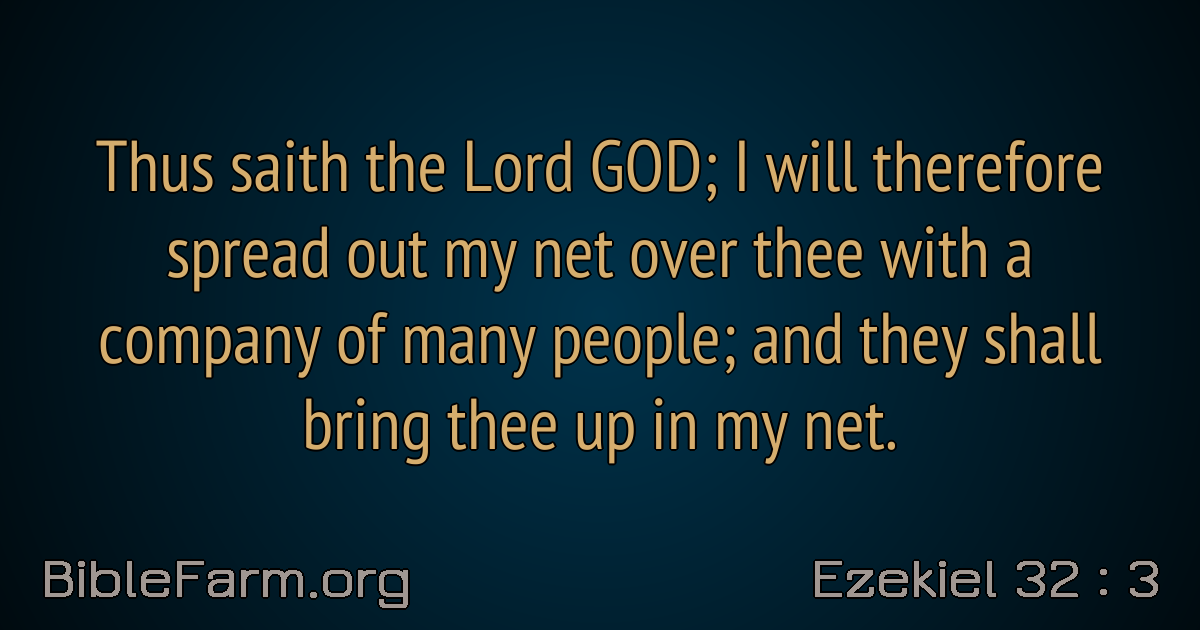 Thus saith the Lord GOD; I will therefore
spread out my net over thee with a
company of many people; and they shall
bring thee up in my net.
BibleFarm.org
Ezekiel 32 : 3